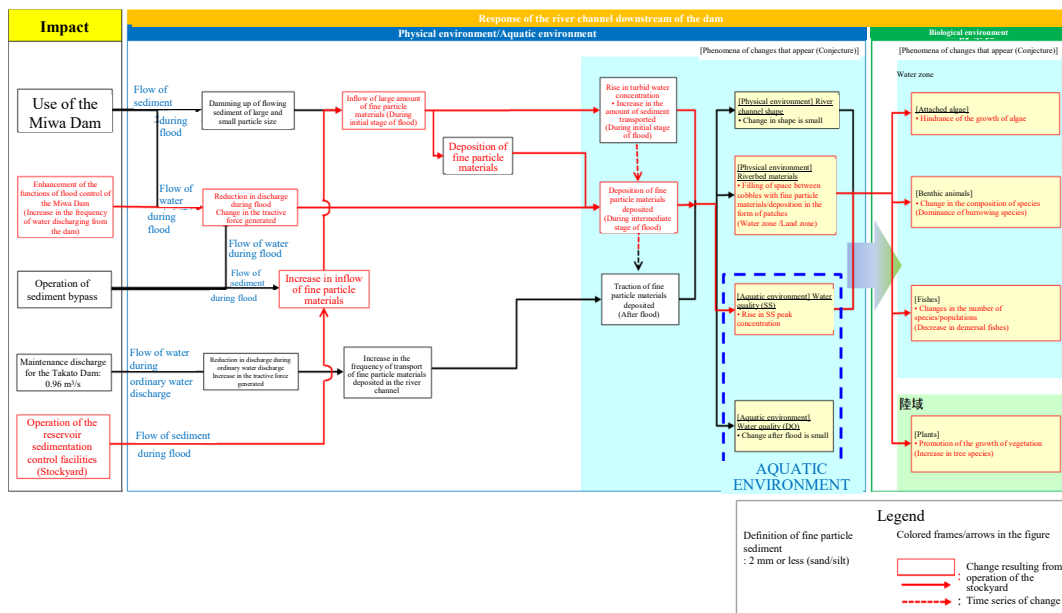 Impact
Response of the river channel downstream of the dam
Physical environment/Aquatic environment
Biological environment
[Phenomena of changes that appear (Conjecture)]
[Phenomena of changes that appear (Conjecture)]
Water zone
Use of the
Miwa Dam
Flow of
sediment
during
flood
Damming up of flowing
sediment of large and
small particle size
Inflow of large amount
of fine particle
materials (During
initial stage of flood)
Deposition of
fine particle
materials
Rise in turbid water
concentration
• Increase in the
amount of sediment
transported
(During initial stage
of flood)
[Physical environment] River
channel shape
• Change in shape is small
[Attached algae]
• Hindrance of the growth of algae
Enhancement of the
functions of flood control of
the Miwa Dam
(Increase in the frequency
of water discharging from
the dam)
Flow of
water
during
flood
Reduction in discharge
during flood
Change in the tractive
force generated
Deposition of fine
particle materials
deposited
(During intermediate
stage of flood)
[Physical environment]
Riverbed materials
• Filling of space between
cobbles with fine particle
materials/deposition in the
form of patches
(Water zone /Land zone)
[Benthic animals]
• Change in the composition of species
(Dominance of burrowing species)
Flow of water
during flood
Operation of
sediment bypass
Flow of
sediment
during flood
Increase in inflow
of fine particle
materials
Traction of fine
particle materials
deposited
(After flood)
[Aquatic environment] Water
quality (SS)
• Rise in SS peak
concentration
[Fishes]
• Changes in the number of
species/populations
(Decrease in demersal fishes)
Maintenance discharge
for the Takato Dam:
0.96 m³/s
Flow of water
during
ordinary water
discharge
Reduction in discharge during
ordinary water discharge
Increase in the tractive force
generated
Increase in the
frequency of transport
of fine particle materials
deposited in the river
channel
Operation of
the reservoir
sedimentation
control facilities
(Stockyard)
Flow of sediment
during flood
[Aquatic environment]
Water quality (DO)
• Change after flood is small
AQUATIC
ENVIRONMENT
陸域
[Plants]
• Promotion of the growth of vegetation
(Increase in tree species)
Legend
Definition of fine particle
sediment
: 2 mm or less (sand/silt)
Colored frames/arrows in the figure
: Change resulting from
operation of the
stockyard
: Time series of change